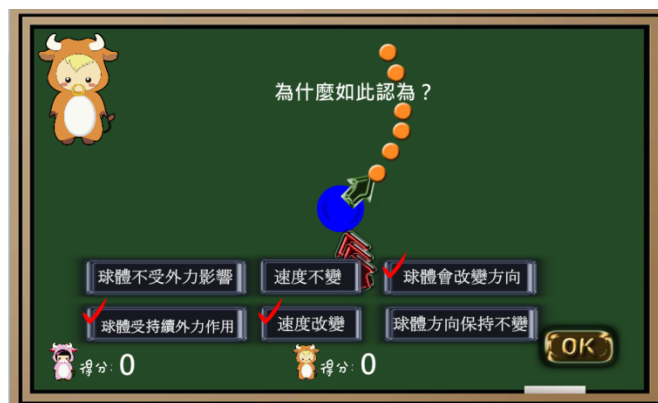 為什麼如此認為？
球體不受外力影響
速度不變
球體會改變方向
球體受持續外力作用
速度改變
球體方向保持不變
OK
得分: 0
得分: 0